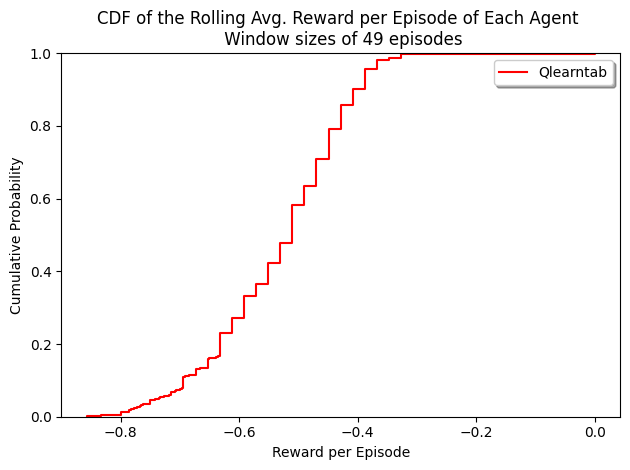 CDF of the Rolling Avg. Reward per Episode of Each Agent
Window sizes of 49 episodes
Qlearntab
Cumulative Probability
1.0
0.8
0.6
0.4
0.2
0.0
−0.8
−0.6
−0.4
−0.2
0.0
Reward per Episode